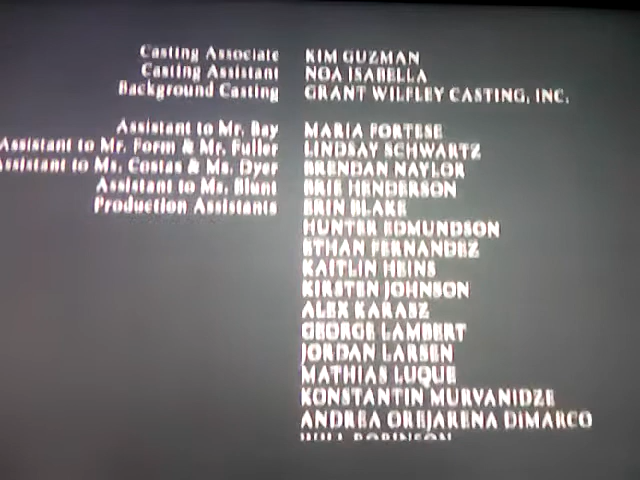 Casting Associate KIM GUZMAN
Casting Assistant NOA ISABELLA
Background Casting GRANT WILFLEY CASTING, INC.
Assistant to Mr. Bay MARIA FORTESE
Assistant to Mr. Form & Mr. Fuller LINDSAY SCHWARTZ
Assistant to Ms. Costas & Ms. Dyer BRENDAN NAYLOR
Assistant to Ms. Blunt BRIE HENDERSON
Production Assistants ERIN BLAKE
HUNTER EDMUNDSON
ETHAN FERNANDEZ
KAITLIN HEINS
KIRSTEN JOHNSON
ALEX KARASZ
GEORGE LAMBERT
JORDAN LARSEN
MATHIAS LUQUE
KONSTANTIN MURVANIDZE
ANDREA OREJARENA DIMARCO
WILL ROBINSON